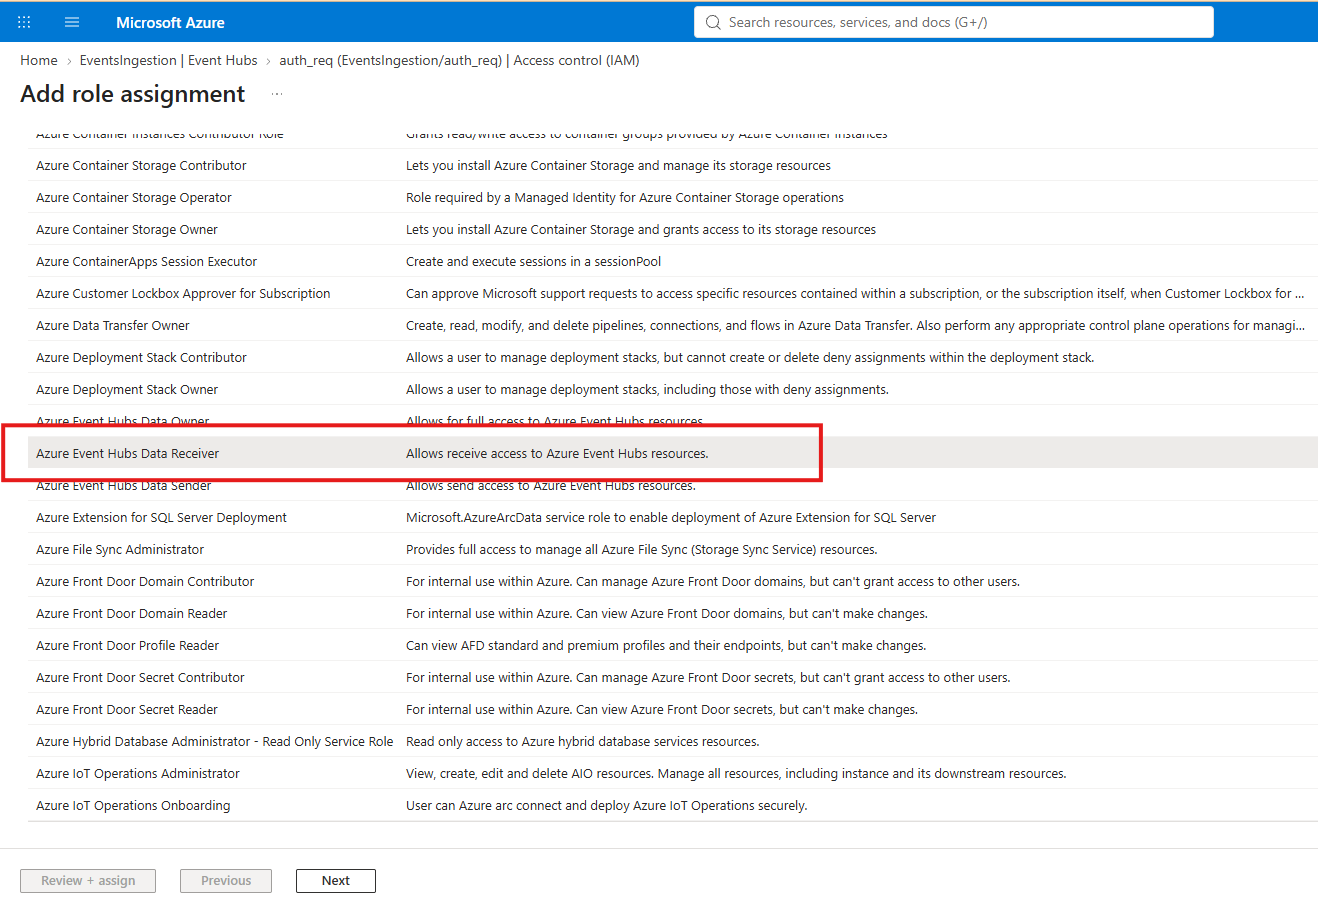 Microsoft Azure
Search resources, services, and docs (G+/)
Home > EventsIngestion | Event Hubs > auth_req (EventsIngestion/auth_req) | Access control (IAM)
Add role assignment ...
Azure Container Instances Contributor Role Grants read/write access to container groups provided by Azure Container Instances
Azure Container Storage Contributor Lets you install Azure Container Storage and manage its storage resources
Azure Container Storage Operator Role required by a Managed Identity for Azure Container Storage operations
Azure Container Storage Owner Lets you install Azure Container Storage and grants access to its storage resources
Azure ContainerApps Session Executor Create and execute sessions in a sessionPool
Azure Customer Lockbox Approver for Subscription Can approve Microsoft support requests to access specific resources contained within a subscription, or the subscription itself, when Customer Lockbox for ...
Azure Data Transfer Owner Create, read, modify, and delete pipelines, connections, and flows in Azure Data Transfer. Also perform any appropriate control plane operations for managi...
Azure Deployment Stack Contributor Allows a user to manage deployment stacks, but cannot create or delete deny assignments within the deployment stack.
Azure Deployment Stack Owner Allows a user to manage deployment stacks, including those with deny assignments.
Azure Event Hubs Data Owner Allows for full access to Azure Event Hubs resources.
Azure Event Hubs Data Receiver Allows receive access to Azure Event Hubs resources.
Azure Event Hubs Data Sender Allows send access to Azure Event Hubs resources.
Azure Extension for SQL Server Deployment Microsoft.AzureArcData service role to enable deployment of Azure Extension for SQL Server
Azure File Sync Administrator Provides full access to manage all Azure File Sync (Storage Sync Service) resources.
Azure Front Door Domain Contributor For internal use within Azure. Can manage Azure Front Door domains, but can't grant access to other users.
Azure Front Door Domain Reader For internal use within Azure. Can view Azure Front Door domains, but can't make changes.
Azure Front Door Profile Reader Can view AFD standard and premium profiles and their endpoints, but can't make changes.
Azure Front Door Secret Contributor For internal use within Azure. Can manage Azure Front Door secrets, but can't grant access to other users.
Azure Front Door Secret Reader For internal use within Azure. Can view Azure Front Door secrets, but can't make changes.
Azure Hybrid Database Administrator - Read Only Service Role Read only access to Azure hybrid database services resources.
Azure IoT Operations Administrator View, create, edit and delete AIO resources. Manage all resources, including instance and its downstream resources.
Azure IoT Operations Onboarding User can Azure arc connect and deploy Azure IoT Operations securely.
Review + assign Previous Next